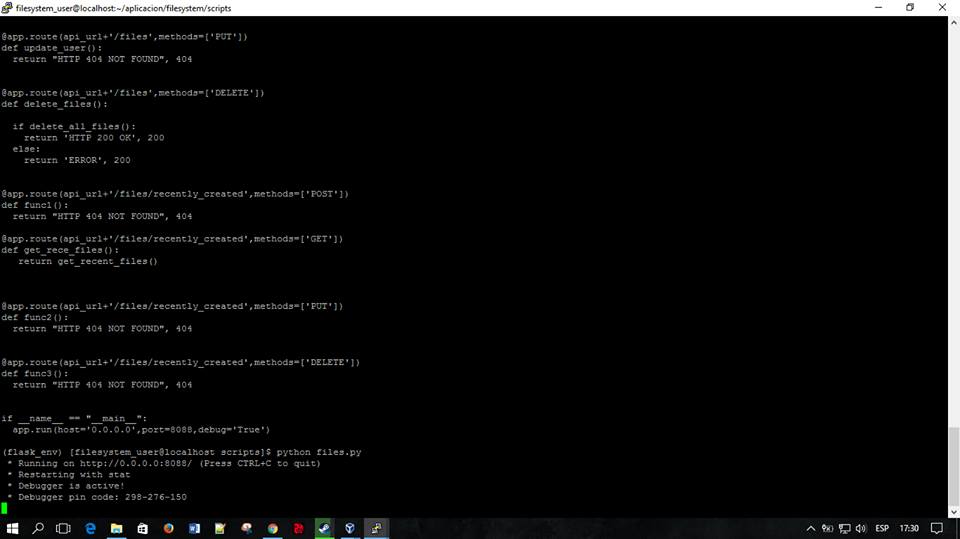 filesystem_user@localhost:~/aplicacion/filesystem/scripts
@app.route(api_url+'/files',methods=['PUT'])
def update_user():
  return "HTTP 404 NOT FOUND", 404
@app.route(api_url+'/files',methods=['DELETE'])
def delete_files():
  if delete_all_files():
    return 'HTTP 200 OK', 200
  else:
    return 'ERROR', 200
@app.route(api_url+'/files/recently_created',methods=['POST'])
def func1():
  return "HTTP 404 NOT FOUND", 404
@app.route(api_url+'/files/recently_created',methods=['GET'])
def get_rece_files():
   return get_recent_files()
@app.route(api_url+'/files/recently_created',methods=['PUT'])
def func2():
  return "HTTP 404 NOT FOUND", 404
@app.route(api_url+'/files/recently_created',methods=['DELETE'])
def func3():
  return "HTTP 404 NOT FOUND", 404
if __name__ == "__main__":
  app.run(host='0.0.0.0',port=8088,debug='True')
(flask_env) [filesystem_user@localhost scripts]$ python files.py
 * Running on http://0.0.0.0:8088/ (Press CTRL+C to quit)
 * Restarting with stat
 * Debugger is active!
 * Debugger pin code: 298-276-150
ESP 17:30